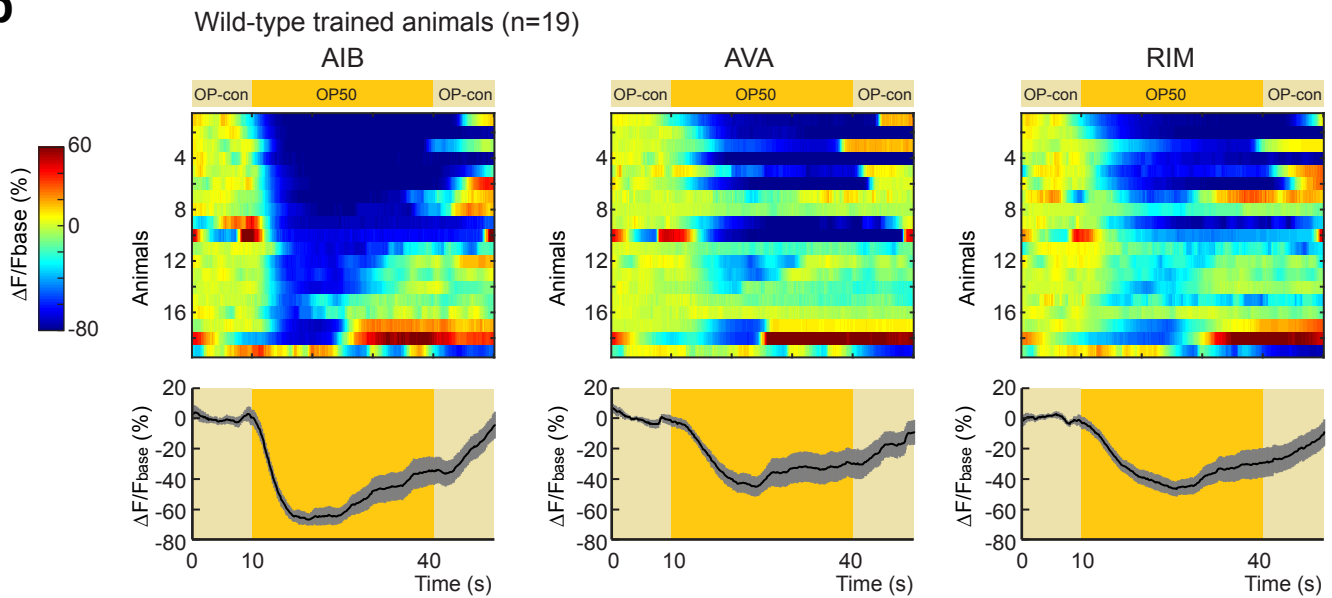 b
Wild-type trained animals (n=19)
AIB
AVA
RIM
OP-con OP50 OP-con
OP-con OP50 OP-con
OP-con OP50 OP-con
ΔF/Fbase (%)
60
0
-80
Animals
4
8
12
16
Animals
4
8
12
16
Animals
4
8
12
16
ΔF/Fbase (%)
20
0
-20
-40
-60
-80
0 10 40
Time (s)
ΔF/Fbase (%)
20
0
-20
-40
-60
-80
0 10 40
Time (s)
ΔF/Fbase (%)
20
0
-20
-40
-60
-80
0 10 40
Time (s)